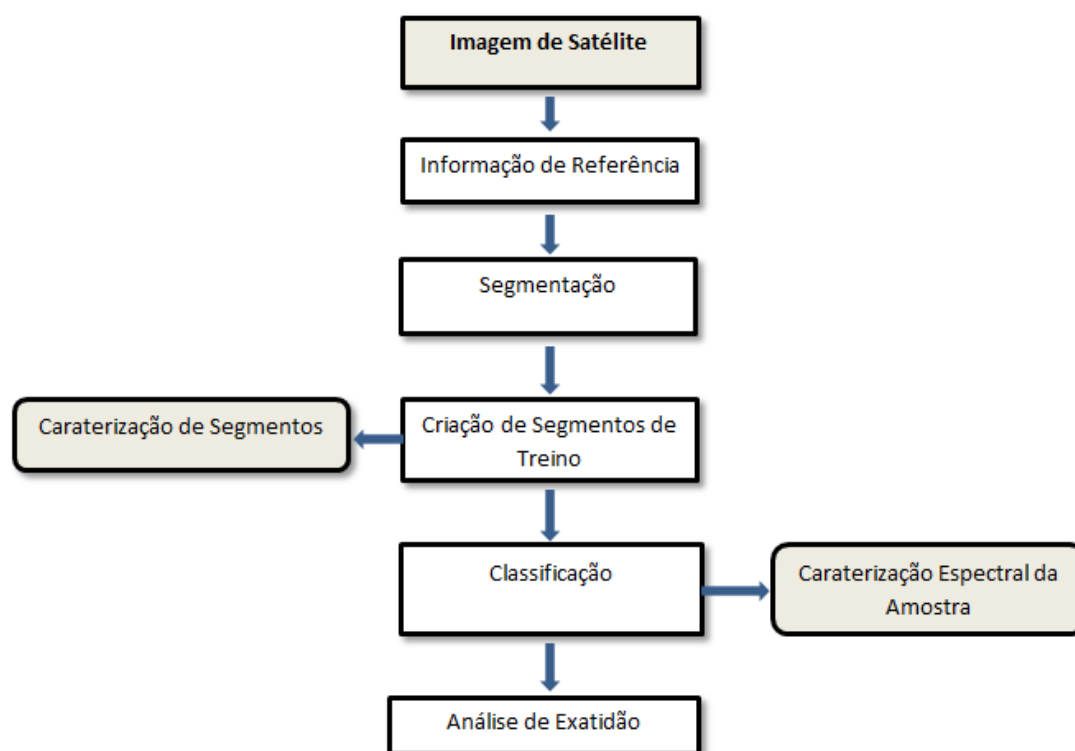 Imagem de Satélite
Informação de Referência
Segmentação
Caraterização de Segmentos
Criação de Segmentos de
Treino
Classificação
Caraterização Espectral da
Amostra
Análise de Exatidão